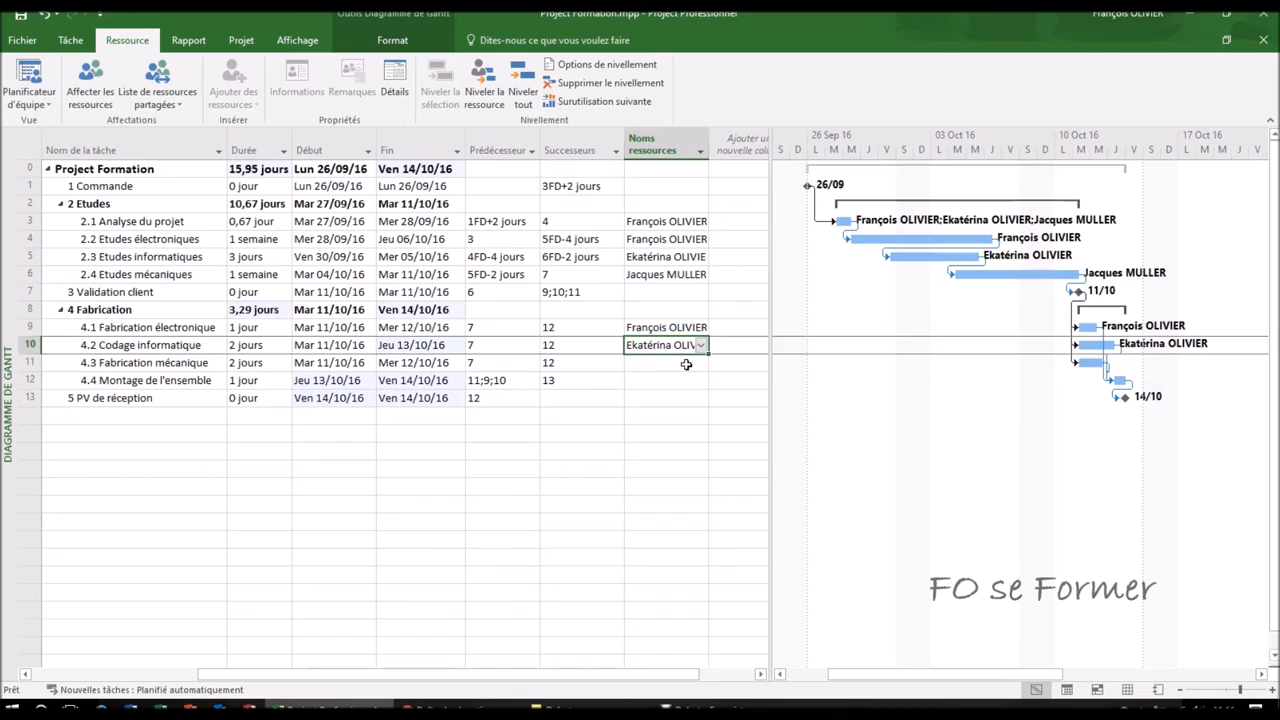 Outils Diagramme de Gantt
Project Formation.mpp - Project Professionnel
François OLIVIER
Fichier Tâche Ressource Rapport Projet Affichage Format Dites-nous ce que vous voulez faire
Planificateur d'équipe
Affecter les ressources
Liste de ressources partagées
Ajouter des ressources
Informations
Remarques
Détails
Niveler la sélection
Niveler la ressource
Niveler tout
Options de nivellement
Supprimer le nivellement
Surutilisation suivante
Vue Affectations Insérer Propriétés Nivellement
Nom de la tâche Durée Début Fin Prédécesseur Successeurs Noms ressources Ajouter un nouvelle col
0 Project Formation 15,95 jours Lun 26/09/16 Ven 14/10/16
1 1 Commande 0 jour Lun 26/09/16 Lun 26/09/16 3FD+2 jours
2 2 Etudes 10,67 jours Mar 27/09/16 Mar 11/10/16
3 2.1 Analyse du projet 0,67 jour Mar 27/09/16 Mer 28/09/16 1FD+2 jours 4 François OLIVIER
4 2.2 Etudes électroniques 1 semaine Mer 28/09/16 Jeu 06/10/16 3 5FD-4 jours François OLIVIER
5 2.3 Etudes informatiques 3 jours Ven 30/09/16 Mer 05/10/16 4FD-4 jours 6FD-2 jours Ekatérina OLIVIE
6 2.4 Etudes mécaniques 1 semaine Mar 04/10/16 Mar 11/10/16 5FD-2 jours 7 Jacques MULLER
7 3 Validation client 0 jour Mar 11/10/16 Mar 11/10/16 6 9;10;11
8 4 Fabrication 3,29 jours Mar 11/10/16 Ven 14/10/16
9 4.1 Fabrication électronique 1 jour Mar 11/10/16 Mer 12/10/16 7 12 François OLIVIER
10 4.2 Codage informatique 2 jours Mar 11/10/16 Jeu 13/10/16 7 12 Ekatérina OLIV
11 4.3 Fabrication mécanique 2 jours Mar 11/10/16 Mer 12/10/16 7 12
12 4.4 Montage de l'ensemble 1 jour Jeu 13/10/16 Ven 14/10/16 11;9;10 13
13 5 PV de réception 0 jour Ven 14/10/16 Ven 14/10/16 12
DIAGRAMME DE GANTT
26 Sep 16 03 Oct 16 10 Oct 16 17 Oct 16
S D L M M J V S D L M M J V S D L M M J V S D L M M J V
26/09
François OLIVIER;Ekatérina OLIVIER;Jacques MULLER
François OLIVIER
Ekatérina OLIVIER
Jacques MULLER
11/10
François OLIVIER
Ekatérina OLIVIER
14/10
FO se Former
Prêt Nouvelles tâches : Planifié automatiquement